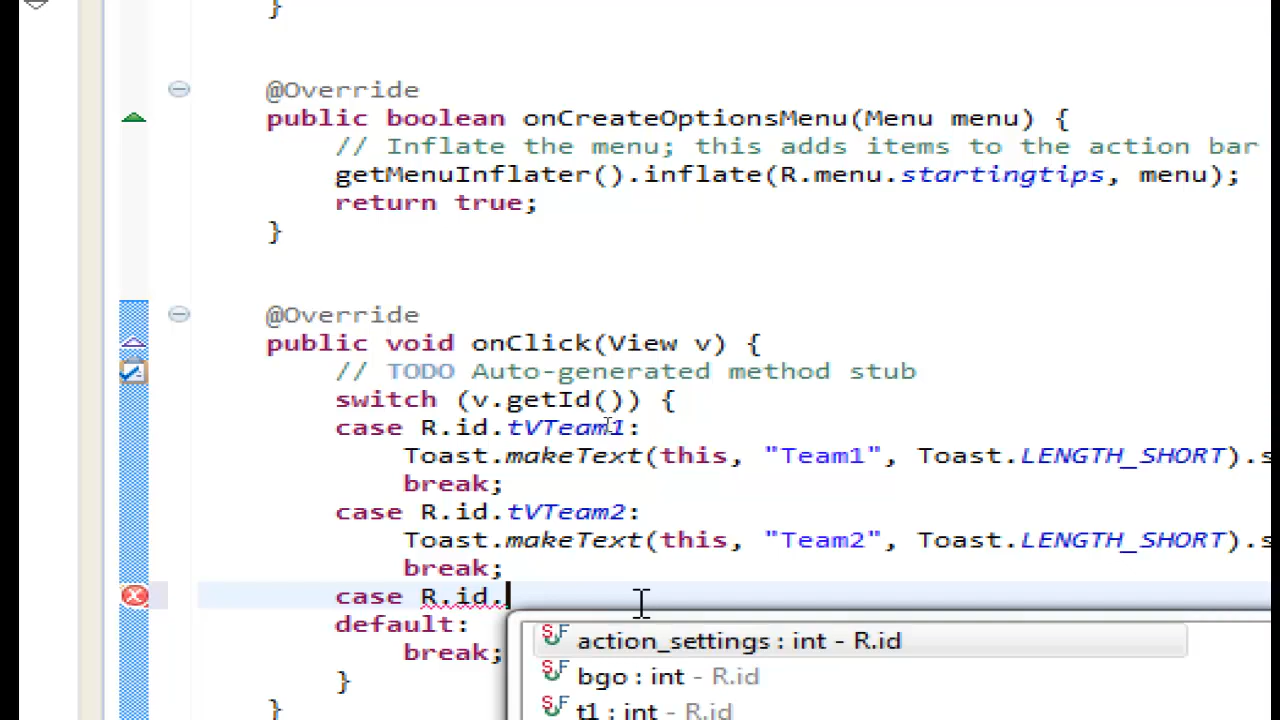 }
@Override
public boolean onCreateOptionsMenu(Menu menu) {
// Inflate the menu; this adds items to the action bar
getMenuInflater().inflate(R.menu.startingtips, menu);
return true;
}
@Override
public void onClick(View v) {
// TODO Auto-generated method stub
switch (v.getId()) {
case R.id.tVTeam1:
Toast.makeText(this, "Team1", Toast.LENGTH_SHORT).s
break;
case R.id.tVTeam2:
Toast.makeText(this, "Team2", Toast.LENGTH_SHORT).s
break;
case R.id.
default:
action_settings : int - R.id
break;
bgo : int - R.id
}
t1 : int - R.id
}